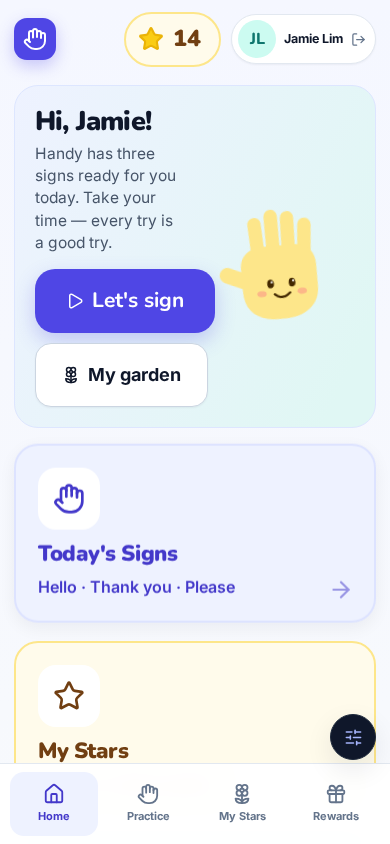 14
JL
Jamie Lim
Hi, Jamie!
Handy has three
signs ready for you
today. Take your
time — every try is
a good try.
Let's sign
My garden
Today's Signs
Hello · Thank you · Please
My Stars
Home
Practice
My Stars
Rewards